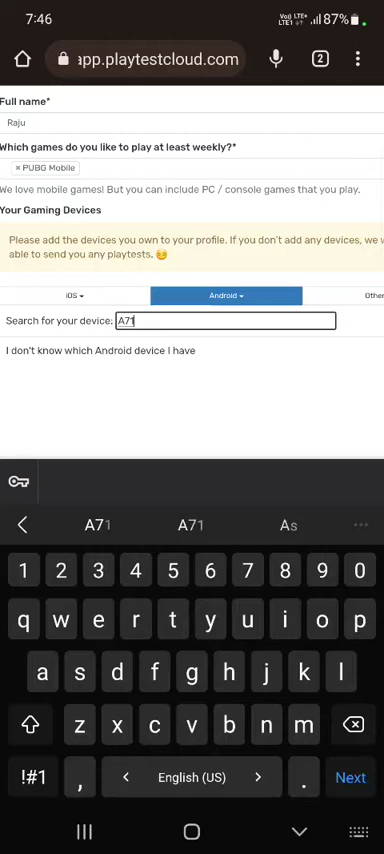 7:46
Vo)) LTE+ LTE1 87%
app.playtestcloud.com 2
Full name*
Raju
Which games do you like to play at least weekly?*
× PUBG Mobile
We love mobile games! But you can include PC / console games that you play.
Your Gaming Devices
Please add the devices you own to your profile. If you don't add any devices, we w
able to send you any playtests. 😥
iOS Android Other
Search for your device: A71
I don't know which Android device I have
A71 A71 As
1 2 3 4 5 6 7 8 9 0
q w e r t y u i o p
a s d f g h j k l
z x c v b n m
!#1 , < English (US) > . Next